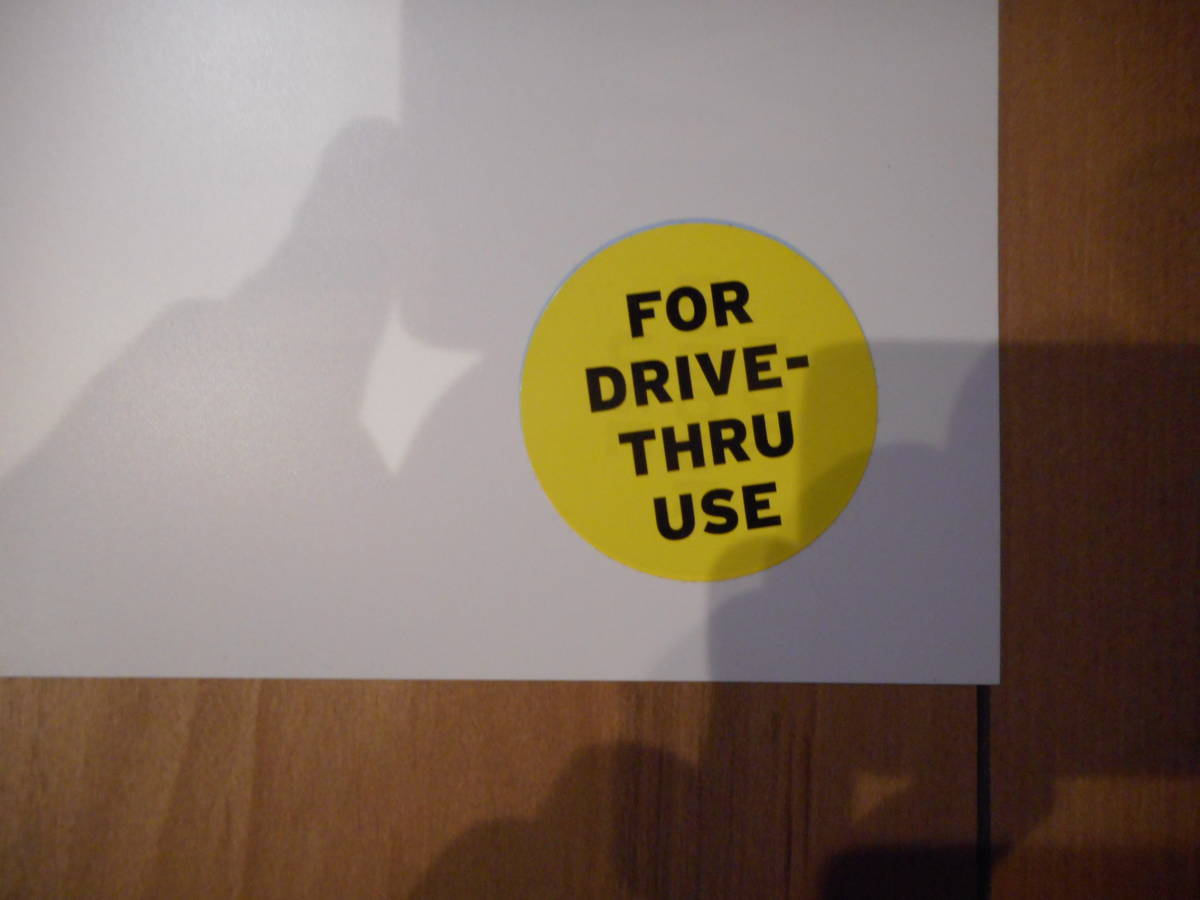 FOR
DRIVE-
THRU
USE